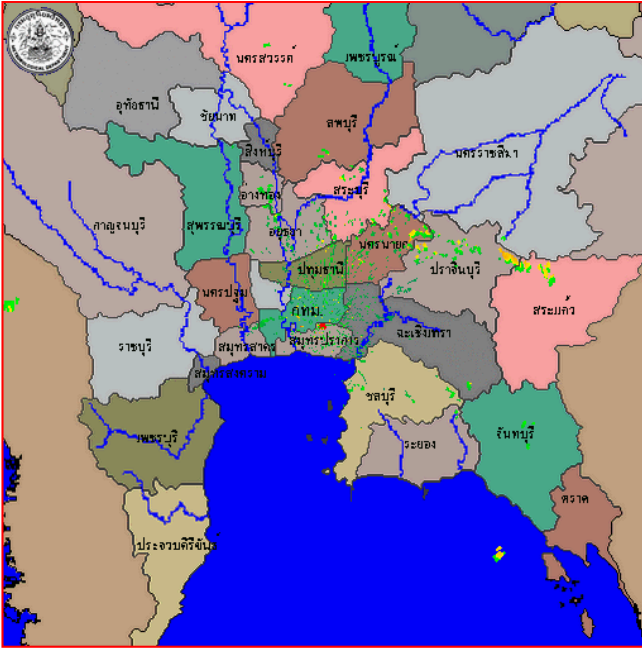 นครสวรรค์
เพชรบูรณ์
อุทัยธานี
ชัยนาท
ลพบุรี
สิงห์บุรี
นครราชสีมา
อ่างทอง
สระบุรี
กาญจนบุรี
สุพรรณบุรี
อยุธยา
นครนายก
ปทุมธานี
ปราจีนบุรี
นครปฐม
กทม.
สระแก้ว
ราชบุรี
สมุทรสาคร
สมุทรปราการ
ฉะเชิงเทรา
สมุทรสงคราม
ชลบุรี
เพชรบุรี
ระยอง
จันทบุรี
ตราด
ประจวบคีรีขันธ์